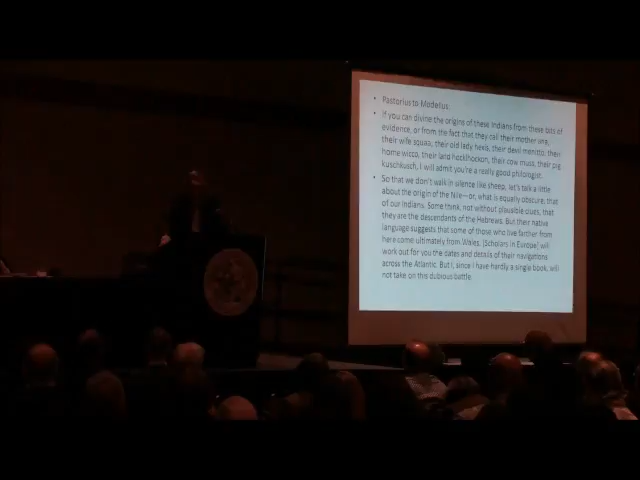 • Pastorius to Modelius
• If you can divine the origins of these Indians from these bits of
evidence, or from the fact that they call their mother ana,
their wife squaa, their old lady hexis, their devil menitto, their
home wicco, their land hockihockon, their cow muss, their pig
kuschkusch, I will admit you're a really good philologist.
• So that we don't walk in silence like sheep, let's talk a little
about the origin of the Nile—or, what is equally obscure, that
of our Indians. Some think, not without plausible clues, that
they are the descendants of the Hebrews. But their native
language suggests that some of those who live farther from
here come ultimately from Wales. [Scholars in Europe] will
work out for you the dates and details of their navigations
across the Atlantic. But I, since I have hardly a single book, will
not take on this dubious battle.